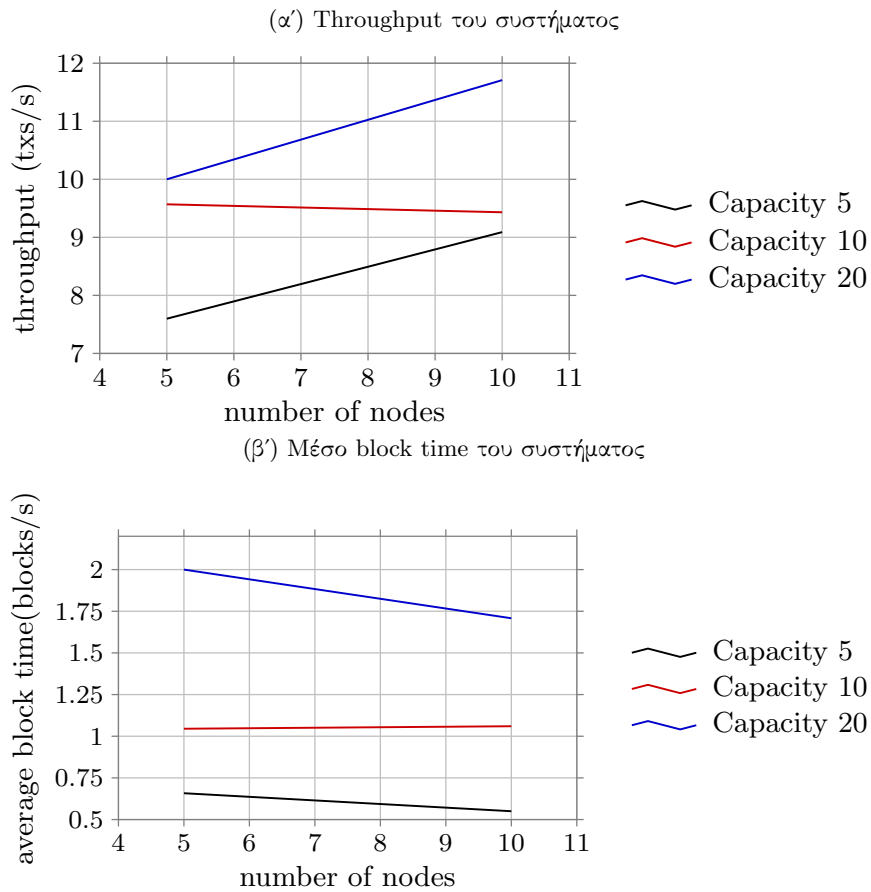 (α΄) Throughput του συστήματος
12
11
10
9
8
7
4 5 6 7 8 9 10 11
throughput (txs/s)
number of nodes
Capacity 5
Capacity 10
Capacity 20
(β΄) Μέσο block time του συστήματος
2
1.75
1.5
1.25
1
0.75
0.5
4 5 6 7 8 9 10 11
average block time(blocks/s)
number of nodes
Capacity 5
Capacity 10
Capacity 20